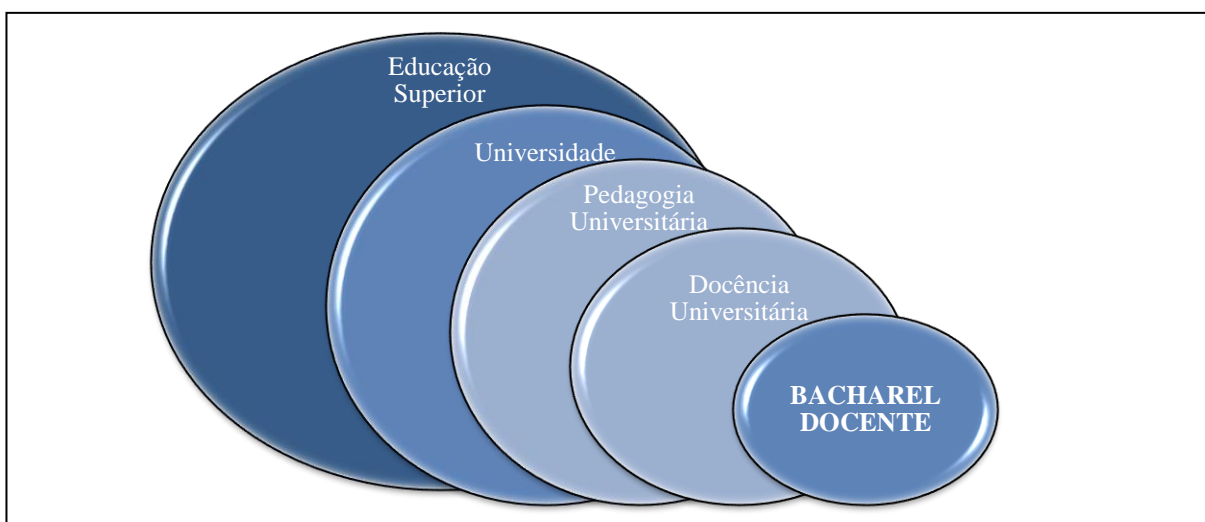 Educação
Superior
Universidade
Pedagogia
Universitária
Docência
Universitária
BACHAREL
DOCENTE